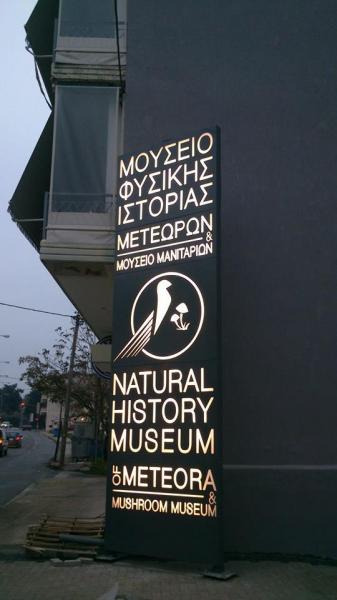 ΜΟΥΣΕΙΟ
ΦΥΣΙΚΗΣ
ΙΣΤΟΡΙΑΣ
ΜΕΤΕΩΡΩΝ
&
ΜΟΥΣΕΙΟ ΜΑΝΙΤΑΡΙΩΝ
NATURAL
HISTORY
MUSEUM
OF METEORA
&
MUSHROOM MUSEUM